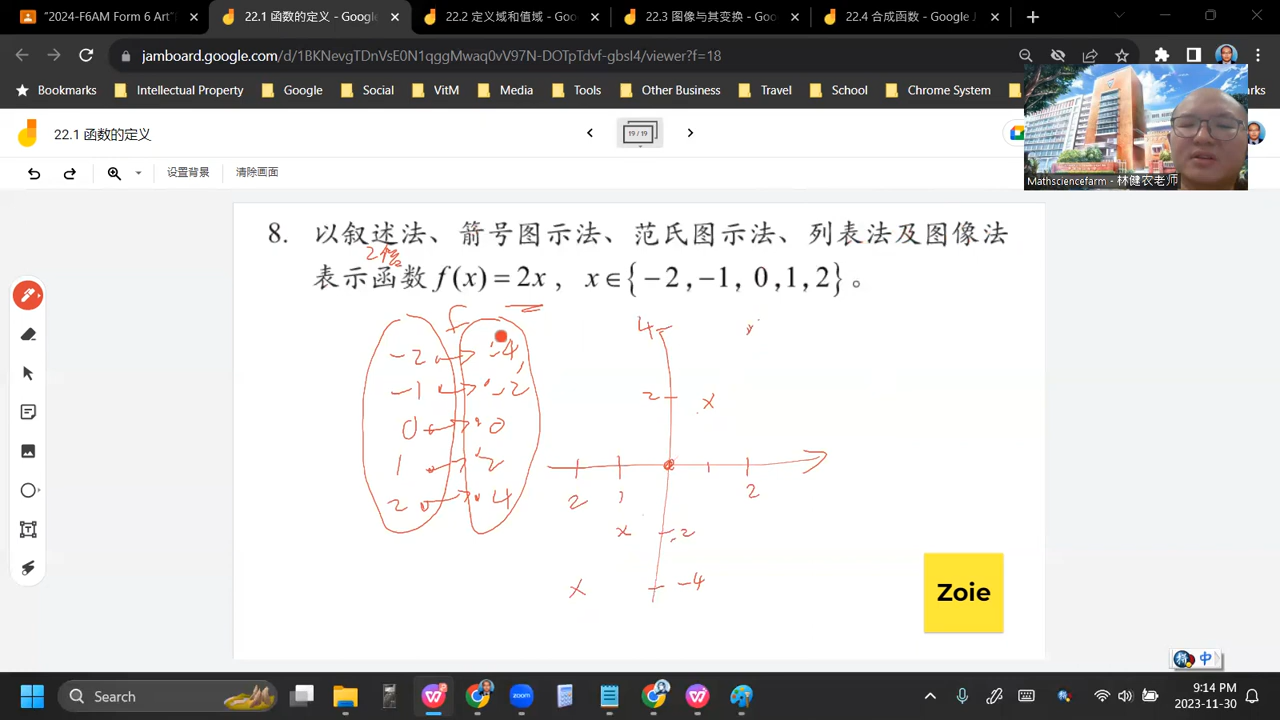 "2024-F6AM Form 6 Art"
22.1 函数的定义 - Google
22.2 定义域和值域 - Goo
22.3 图像与其变换 - Goog
22.4 合成函数 - Google J
jamboard.google.com/d/1BKNevgTDnVsE0N1qggMwaq0vV97N-DOTpTdvf-gbsI4/viewer?f=18
Bookmarks
Intellectual Property
Google
Social
VitM
Media
Tools
Other Business
Travel
School
Chrome System
Mathsciencefarm - 林健农老师
22.1 函数的定义
19 / 19
设置背景
清除画面
8. 以叙述法、箭号图示法、范氏图示法、列表法及图像法
2倍
表示函数 f(x) = 2x, x∈{−2,−1, 0,1,2}。
f
-2 -4
-1 -2
0 0
1 2
2 4
4
2
2 1 2
-2
-4
Zoie
中
Search
9:14 PM
2023-11-30